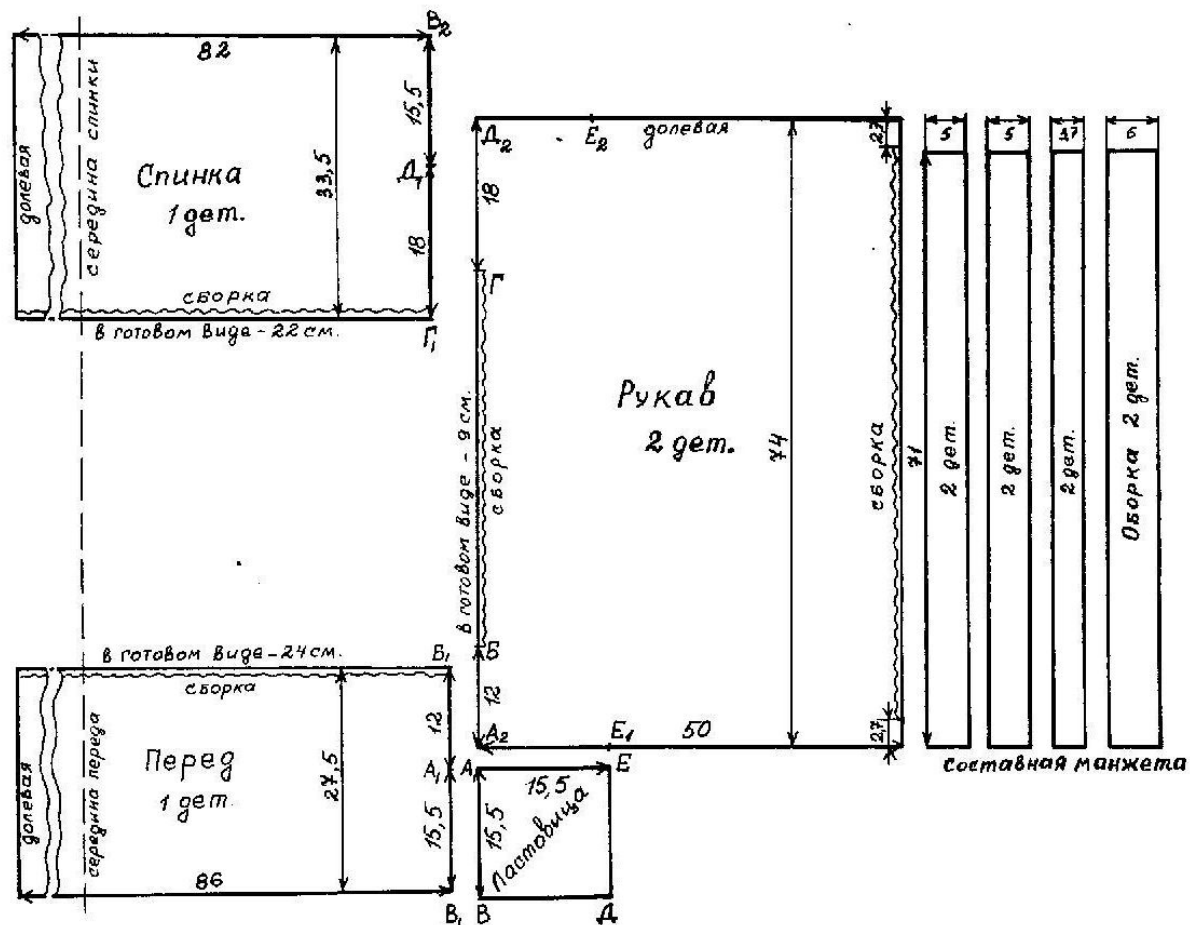 В₂
82
15,5
долевая
середина спинки
Спинка
1 дет.
33,5
Д₁
18
сборка
в готовом виде - 22 см.
Г₁
Д₂
Е₂
долевая
2,7
18
Г
в готовом виде - 9 см.
сборка
Рукав
2 дет.
74
сборка
Б
12
А₂
Е₁
50
2,7
5
5
2,7
6
71
2 дет.
2 дет.
2 дет.
Оборка 2 дет.
составная манжета
в готовом виде - 24 см.
Б₁
сборка
12
долевая
середина переда
Перед
1 дет.
27,5
А₁
15,5
86
В₁
А
Е
15,5
15,5
Ластовица
В
Д